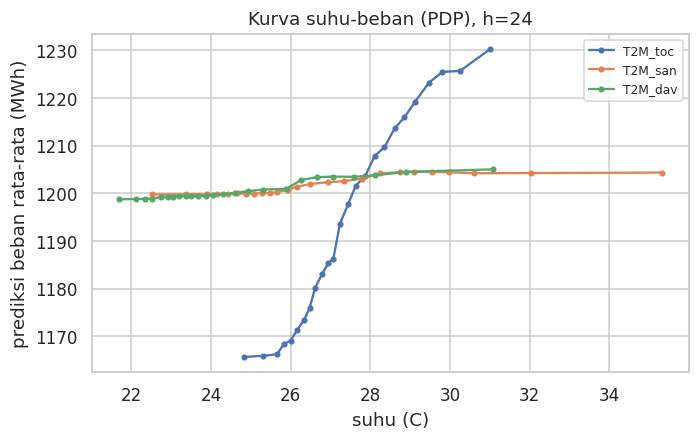 Kurva suhu-beban (PDP), h=24
prediksi beban rata-rata (MWh)
1230
1220
1210
1200
1190
1180
1170
T2M_toc
T2M_san
T2M_dav
22 24 26 28 30 32 34
suhu (C)